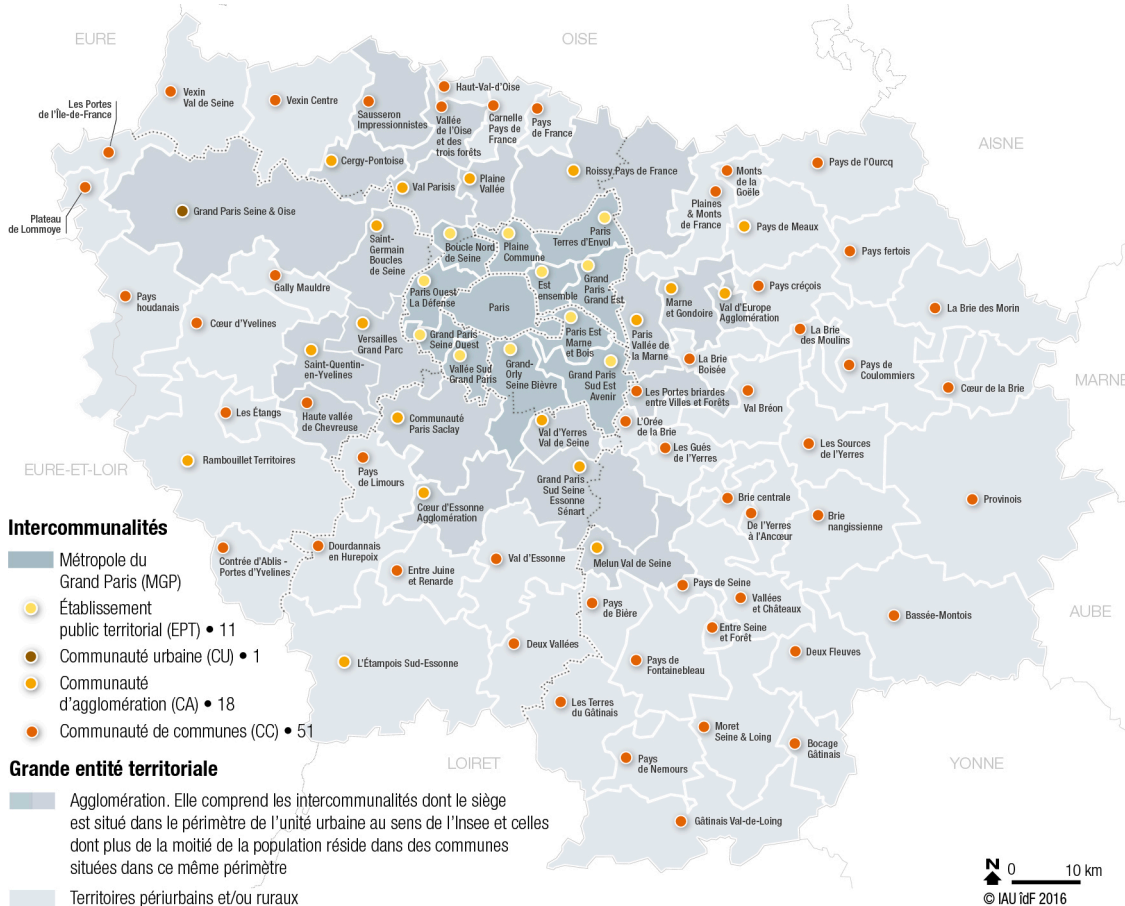 EURE
OISE
AISNE
MARNE
AUBE
YONNE
LOIRET
EURE-ET-LOIR
Les Portes
de l'Île-de-France
Vexin
Val de Seine
Vexin Centre
Sausseron
Impressionnistes
Haut-Val-d'Oise
Vallée
de l'Oise
et des
trois forêts
Carnelle
Pays de
France
Pays
de France
Cergy-Pontoise
Val Parisis
Plaine
Vallée
Roissy Pays de France
Monts
de la
Goële
Plaines
& Monts
de France
Pays de l'Ourcq
Plateau
de Lommoye
Grand Paris Seine & Oise
Saint-
Germain
Boucles
de Seine
Boucle Nord
de Seine
Plaine
Commune
Paris
Terres d'Envol
Pays de Meaux
Pays fertois
Gally Mauldre
Paris Ouest
La Défense
Paris
Est
ensemble
Grand
Paris
Grand Est
Marne
et Gondoire
Val d'Europe
Agglomération
Pays créçois
Pays
houdanais
Cœur d'Yvelines
Versailles
Grand Parc
Grand Paris
Seine Ouest
Vallée Sud
Grand Paris
Grand-
Orly
Seine Bièvre
Paris Est
Marne
et Bois
Grand Paris
Sud Est
Avenir
Paris
Vallée de
la Marne
La Brie
Boisée
La Brie
des Moulins
La Brie des Morin
Saint-Quentin-
en-Yvelines
Pays de
Coulommiers
Cœur de la Brie
Les Portes briardes
entre Villes et Forêts
Val Bréon
Les Étangs
Haute vallée
de Chevreuse
Communauté
Paris Saclay
Val d'Yerres
Val de Seine
L'Orée
de la Brie
Les Gués
de l'Yerres
Les Sources
de l'Yerres
Rambouillet Territoires
Pays
de Limours
Cœur d'Essonne
Agglomération
Grand Paris
Sud Seine
Essonne
Sénart
Brie centrale
De l'Yerres
à l'Ancœur
Brie
nangissienne
Provinois
Contrée d'Ablis -
Portes d'Yvelines
Dourdannais
en Hurepoix
Entre Juine
et Renarde
Val d'Essonne
Melun Val de Seine
Pays de Seine
Vallées
et Châteaux
Pays
de Bière
Entre Seine
et Forêt
Bassée-Montois
L'Étampois Sud-Essonne
Deux Vallées
Pays de
Fontainebleau
Deux Fleuves
Les Terres
du Gâtinais
Moret
Seine & Loing
Bocage
Gâtinais
Pays
de Nemours
Gâtinais Val-de-Loing
Intercommunalités
Métropole du
Grand Paris (MGP)
Établissement
public territorial (EPT) • 11
Communauté urbaine (CU) • 1
Communauté
d'agglomération (CA) • 18
Communauté de communes (CC) • 51
Grande entité territoriale
Agglomération. Elle comprend les intercommunalités dont le siège
est situé dans le périmètre de l'unité urbaine au sens de l'Insee et celles
dont plus de la moitié de la population réside dans des communes
situées dans ce même périmètre
Territoires périurbains et/ou ruraux
N
0 10 km
© IAU îdF 2016